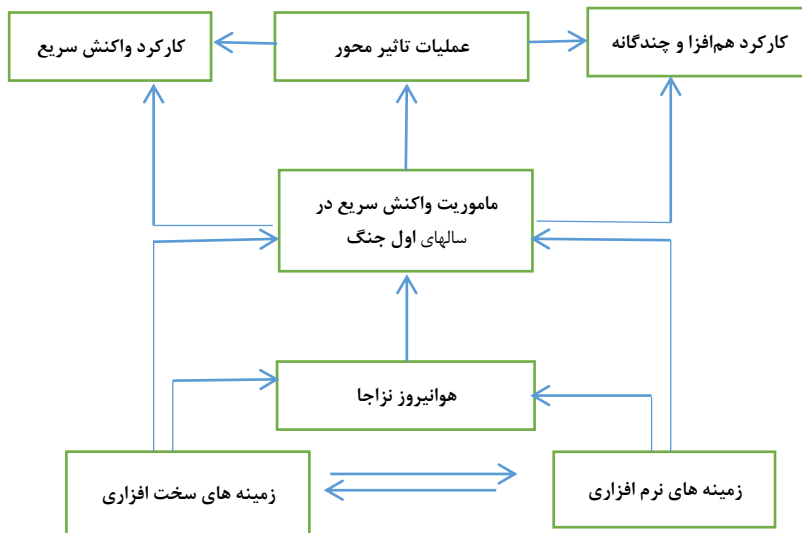 کارکرد هم‌افزا و چندگانه
عملیات تاثیر محور
کارکرد واکنش سریع
ماموریت واکنش سریع در
سالهای اول جنگ
هوانیروز نزاجا
زمینه های نرم افزاری
زمینه های سخت افزاری